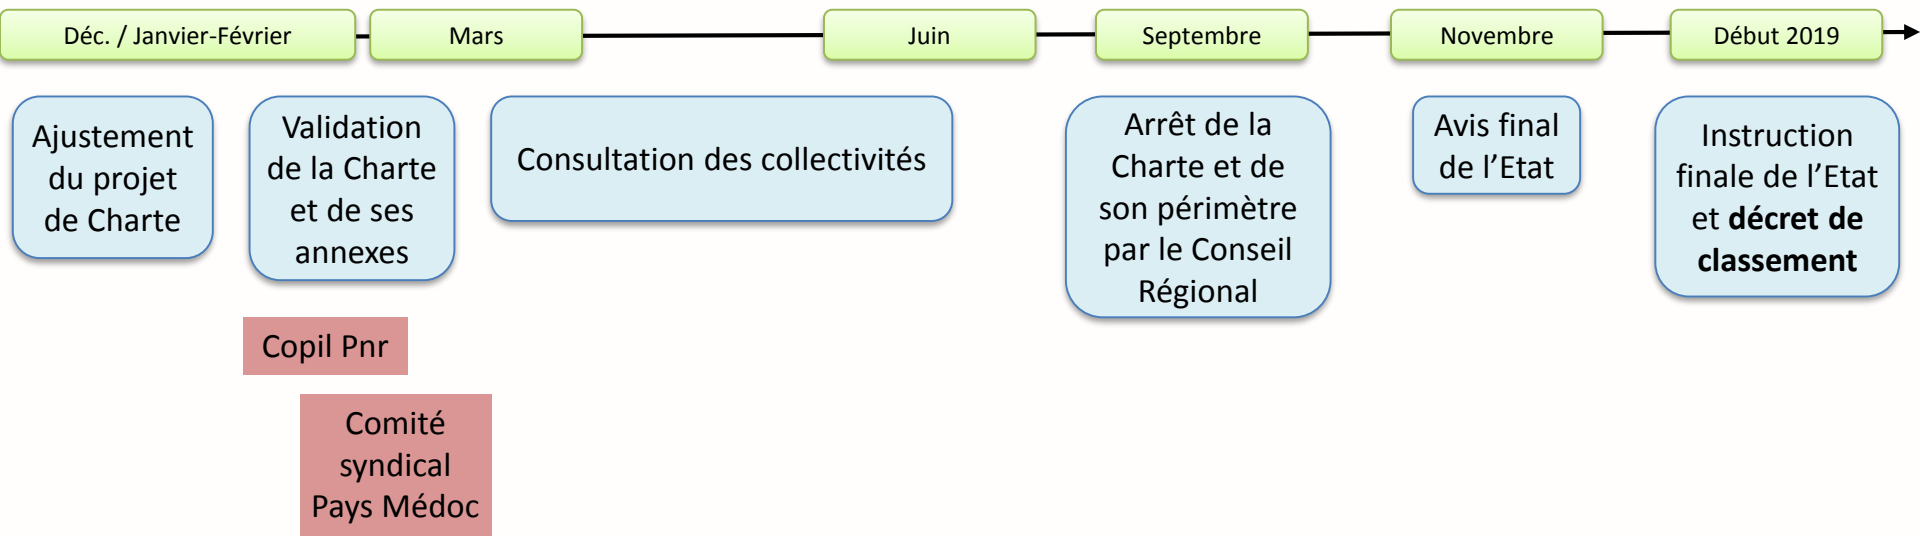 Déc. / Janvier-Février
Mars
Juin
Septembre
Novembre
Début 2019
Ajustement
du projet
de Charte
Validation
de la Charte
et de ses
annexes
Consultation des collectivités
Arrêt de la
Charte et de
son périmètre
par le Conseil
Régional
Avis final
de l’Etat
Instruction
finale de l’Etat
et décret de
classement
Copil Pnr
Comité
syndical
Pays Médoc